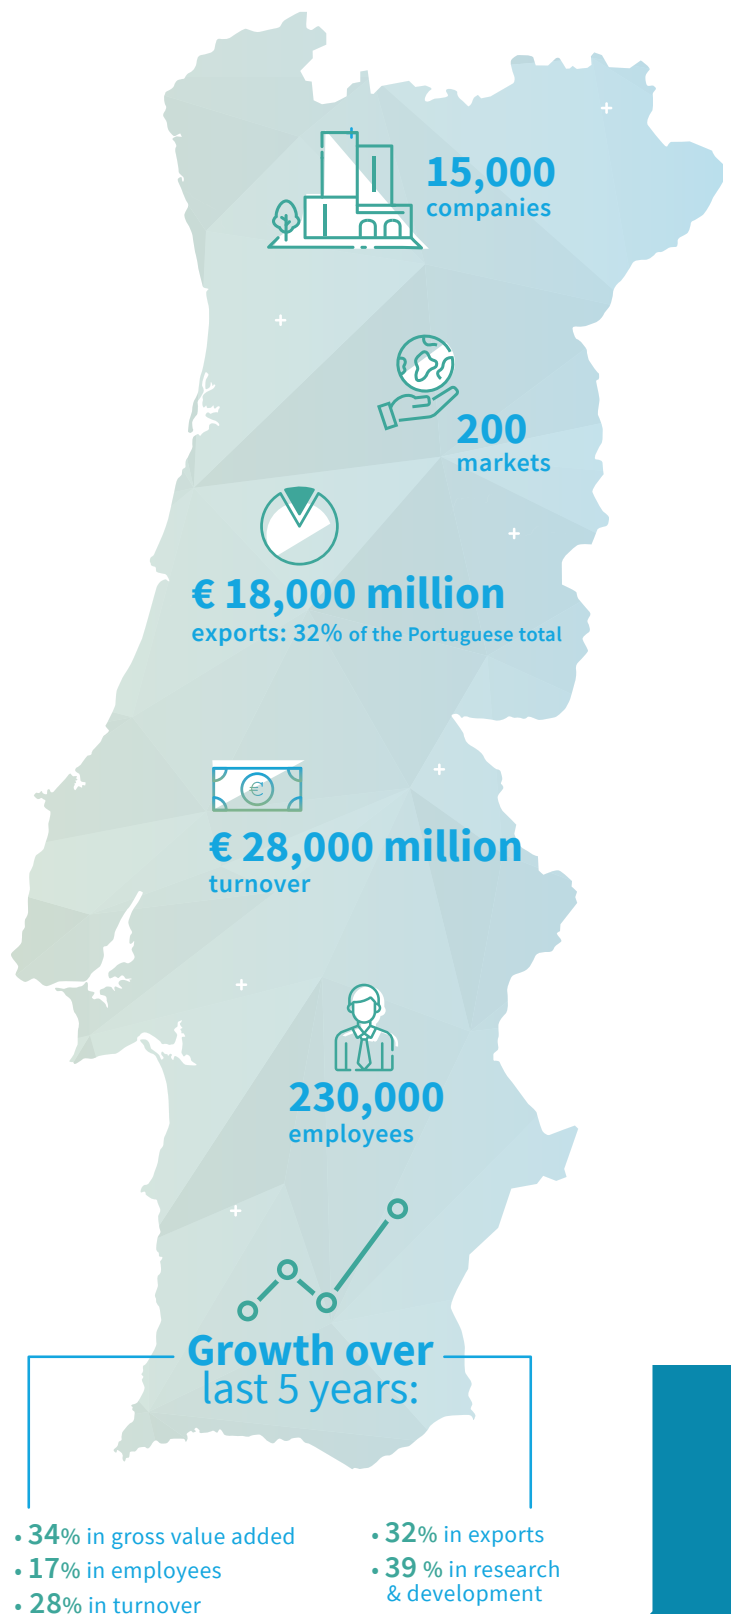 15,000
companies
200
markets
€ 18,000 million
exports: 32% of the Portuguese total
€
€ 28,000 million
turnover
230,000
employees
Growth over
last 5 years:
• 34% in gross value added
• 17% in employees
• 28% in turnover
• 32% in exports
• 39 % in research
& development